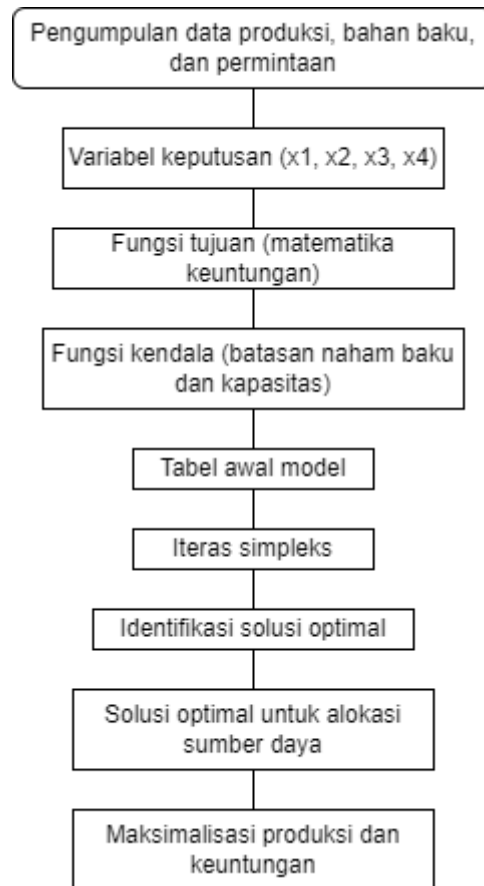 Pengumpulan data produksi, bahan baku,
dan permintaan
Variabel keputusan (x1, x2, x3, x4)
Fungsi tujuan (matematika
keuntungan)
Fungsi kendala (batasan naham baku
dan kapasitas)
Tabel awal model
Iteras simpleks
Identifikasi solusi optimal
Solusi optimal untuk alokasi
sumber daya
Maksimalisasi produksi dan
keuntungan